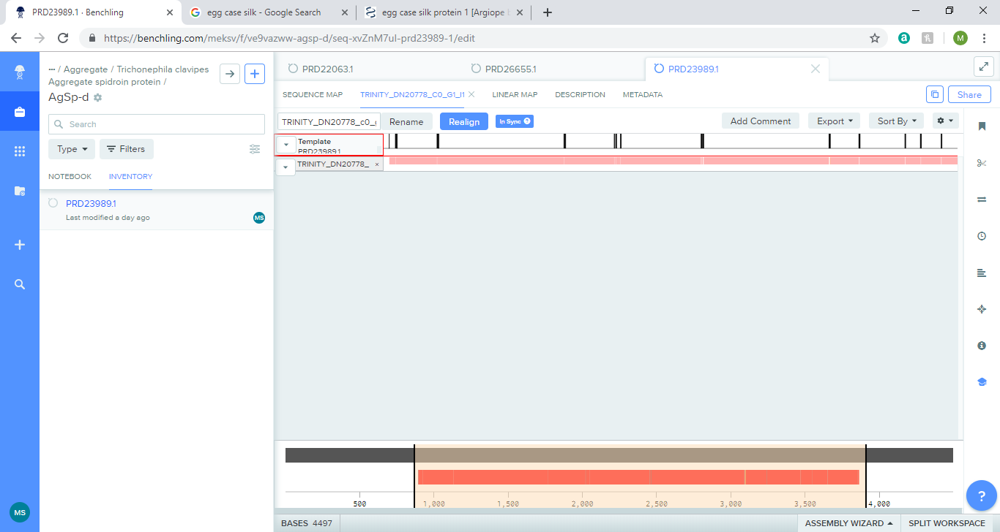 PRD23989.1 · Benchling
egg case silk - Google Search
egg case silk protein 1 [Argiope
https://benchling.com/meksv/f/ve9vazww-agsp-d/seq-xvZnM7ul-prd23989-1/edit
M
... / Aggregate / Trichonephila clavipes
Aggregate spidroin protein /
AgSp-d
Search
Type
Filters
NOTEBOOK
INVENTORY
PRD23989.1
Last modified a day ago
MS
MS
PRD22063.1
PRD26655.1
PRD23989.1
SEQUENCE MAP
TRINITY_DN20778_C0_G1_I1
LINEAR MAP
DESCRIPTION
METADATA
Share
TRINITY_DN20778_c0_
Rename
Realign
In Sync ?
Add Comment
Export
Sort By
Template
PRD23989.1
TRINITY_DN20778_
500
1,000
1,500
2,000
2,500
3,000
3,500
4,000
?
BASES 4497
ASSEMBLY WIZARD
SPLIT WORKSPACE